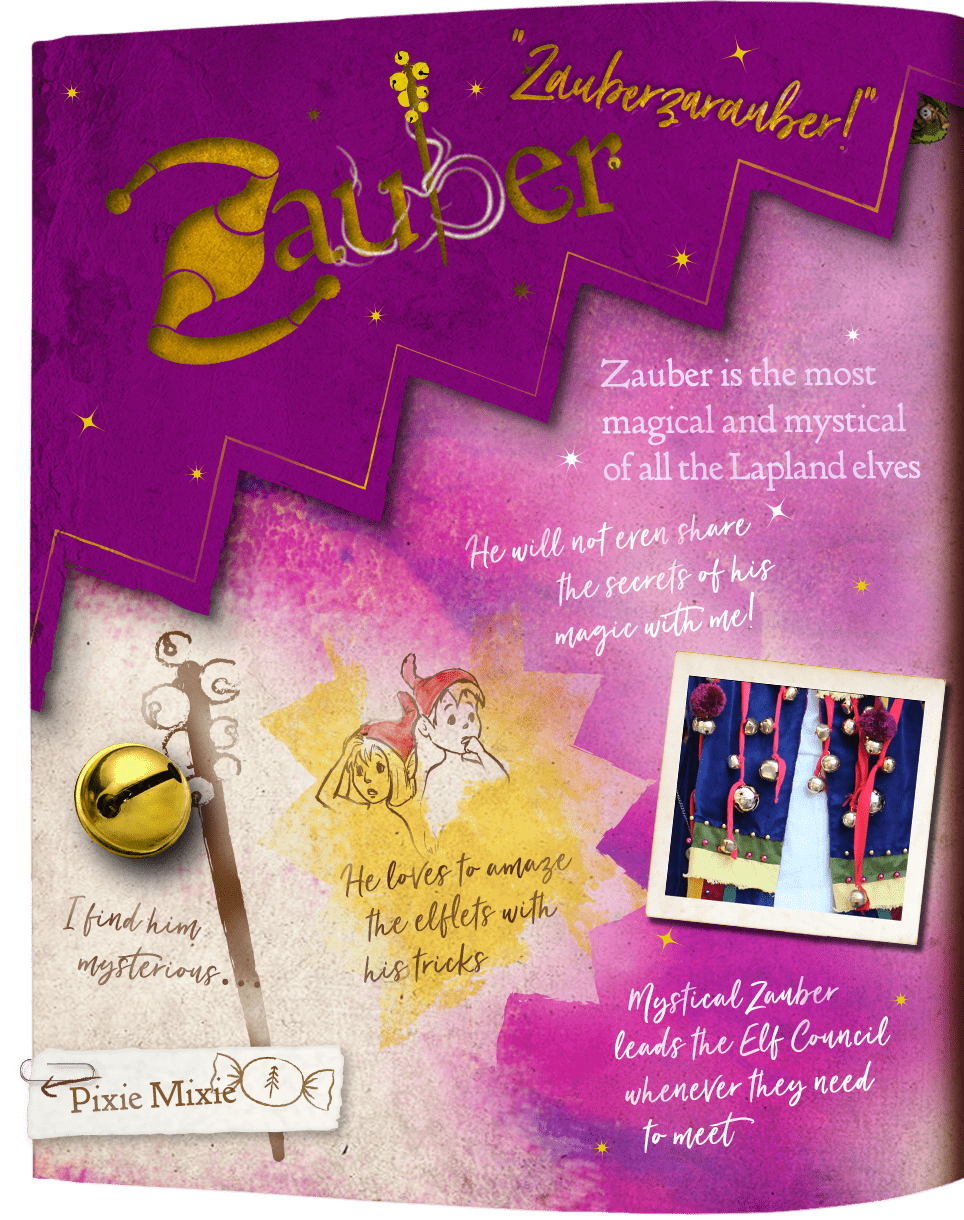 "Zauberzarauber!"
Zauber
Zauber is the most
magical and mystical
of all the Lapland elves
He will not even share
the secrets of his
magic with me!
He loves to amaze
the elflets with
his tricks
I find him
mysterious...
Mystical Zauber
leads the Elf Council
whenever they need
to meet
Pixie Mixie